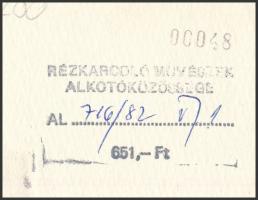 00048
RÉZKARCOLÓ MŰVÉSZEK
ALKOTÓKÖZÖSSÉGE
AL 716/82 V/1
651,– Ft